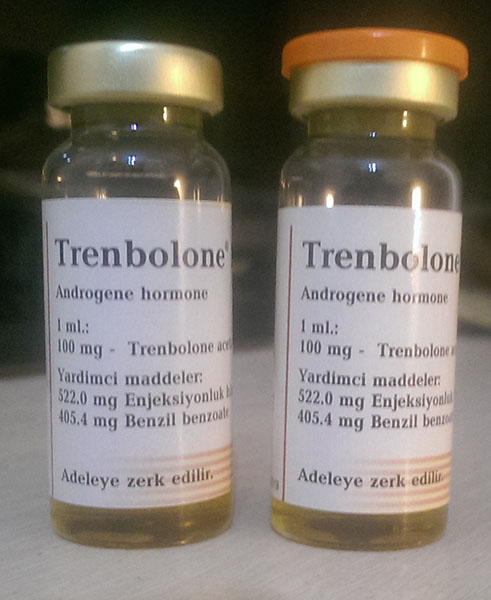 Trenbolone®
Androgene hormone
1 ml.:
100 mg - Trenbolone
Yardimci maddeler:
522.0 mg Enjeksiyonluk
405.4 mg Benzil benzoate
Adeleye zerk edilir.
Trenbolone
Androgene hormone
1 ml.:
100 mg - Trenbolone
Yardimci maddeler:
522.0 mg Enjeksiyonluk
405.4 mg Benzil
Adeleye zerk edilir.